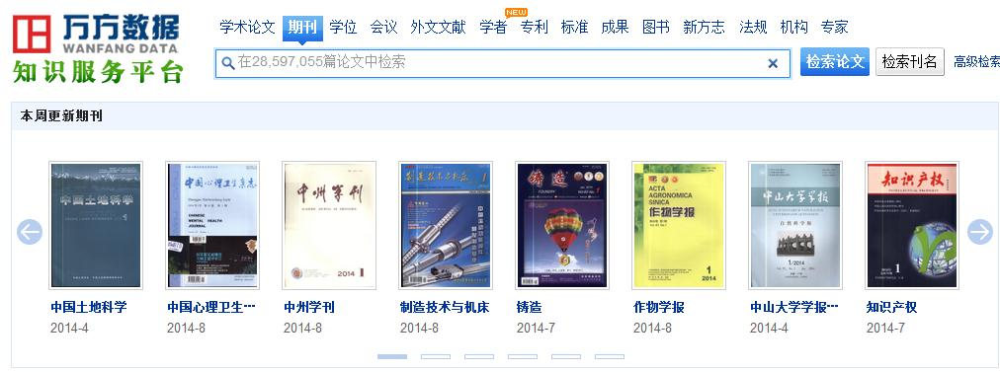 万方数据
WANFANG DATA
知识服务平台
学术论文 期刊 学位 会议 外文文献 学者 专利 标准 成果 图书 新方志 法规 机构 专家
NEW
在28,597,055篇论文中检索
检索论文 检索刊名 高级检索
本周更新期刊
中国土地科学
中国心理卫生杂志
CHINESE
MENTAL HEALTH
JOURNAL
中州学刊
2014 1
制造技术与机床 1
铸造
FOUNDRY
ACTA
AGRONOMICA
SINICA
作物学报
1
2014
中山大学学报
自然科学版
1/2014
知识产权
1
中国土地科学 中国心理卫生… 中州学刊 制造技术与机床 铸造 作物学报 中山大学学报… 知识产权
2014-4 2014-8 2014-8 2014-8 2014-7 2014-8 2014-4 2014-7